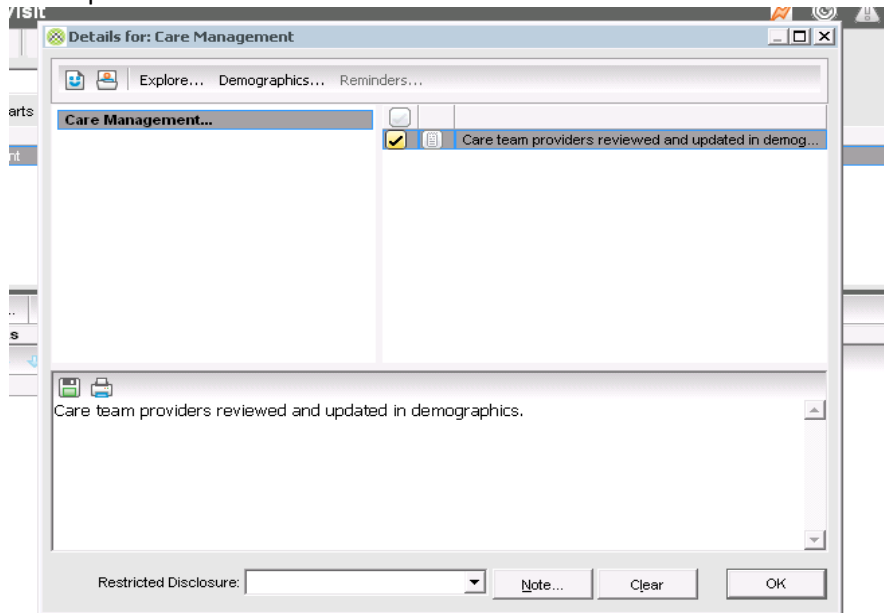 Details for: Care Management
Explore... Demographics... Reminders...
arts
Care Management...
Care team providers reviewed and updated in demog...
nt
..
s
Care team providers reviewed and updated in demographics.
Restricted Disclosure:
Note...
Clear
OK